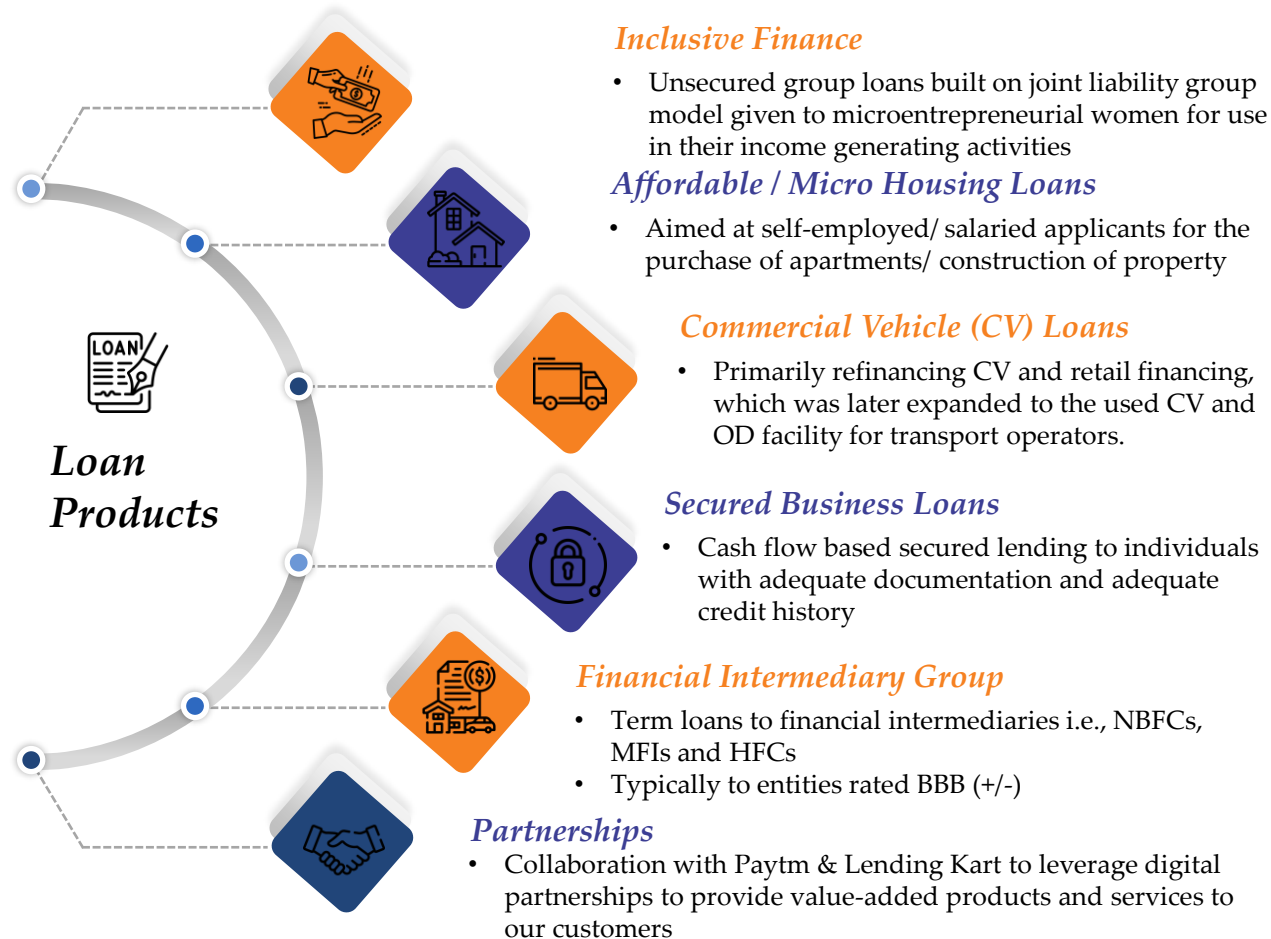 Inclusive Finance
• Unsecured group loans built on joint liability group
model given to microentrepreneurial women for use
in their income generating activities
Affordable / Micro Housing Loans
• Aimed at self-employed/ salaried applicants for the
purchase of apartments/ construction of property
LOAN
Loan
Products
Commercial Vehicle (CV) Loans
• Primarily refinancing CV and retail financing,
which was later expanded to the used CV and
OD facility for transport operators.
Secured Business Loans
• Cash flow based secured lending to individuals
with adequate documentation and adequate
credit history
Financial Intermediary Group
• Term loans to financial intermediaries i.e., NBFCs,
MFIs and HFCs
• Typically to entities rated BBB (+/-)
Partnerships
• Collaboration with Paytm & Lending Kart to leverage digital
partnerships to provide value-added products and services to
our customers